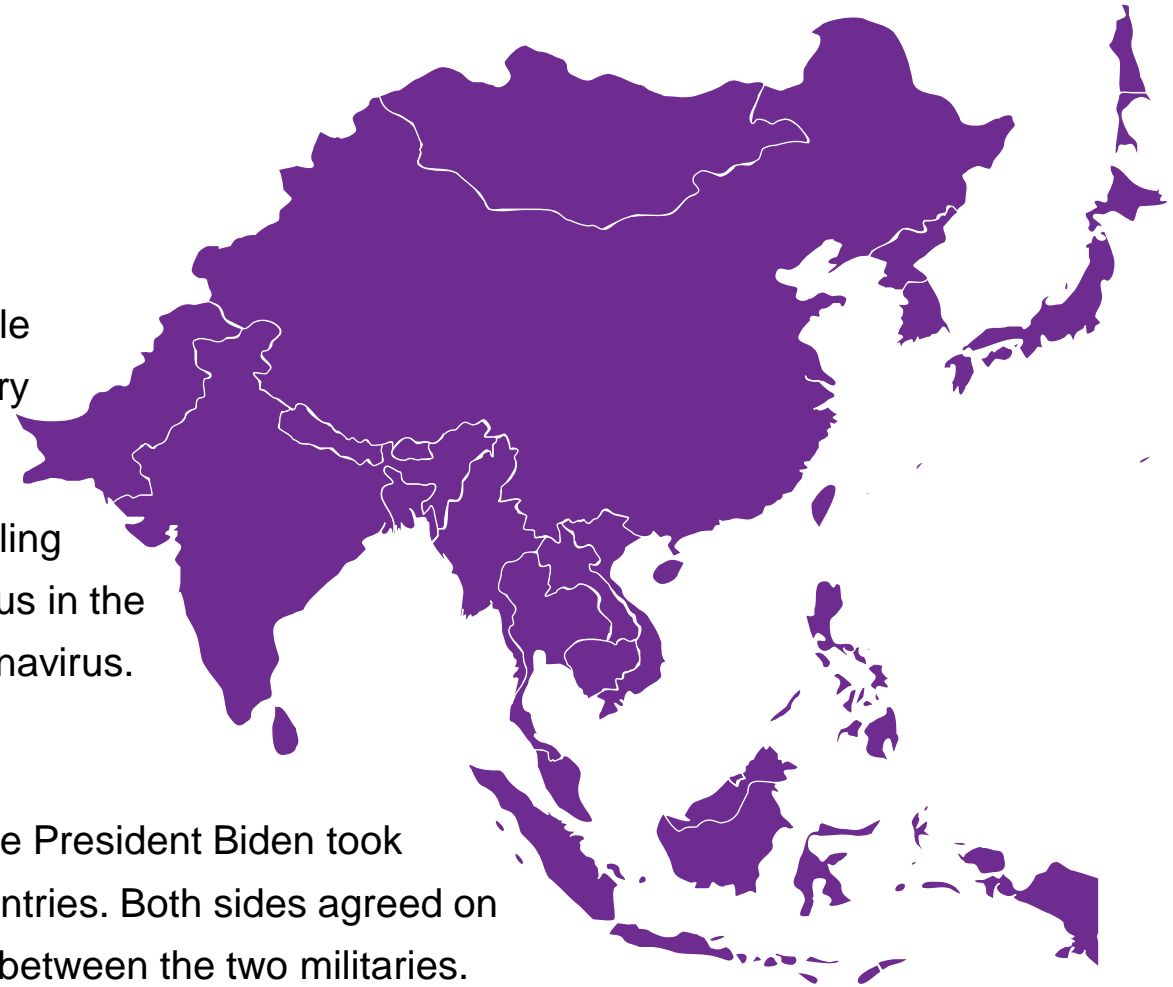 le
ry
ling
us in the
navirus.
e President Biden took
ntries. Both sides agreed on
between the two militaries.